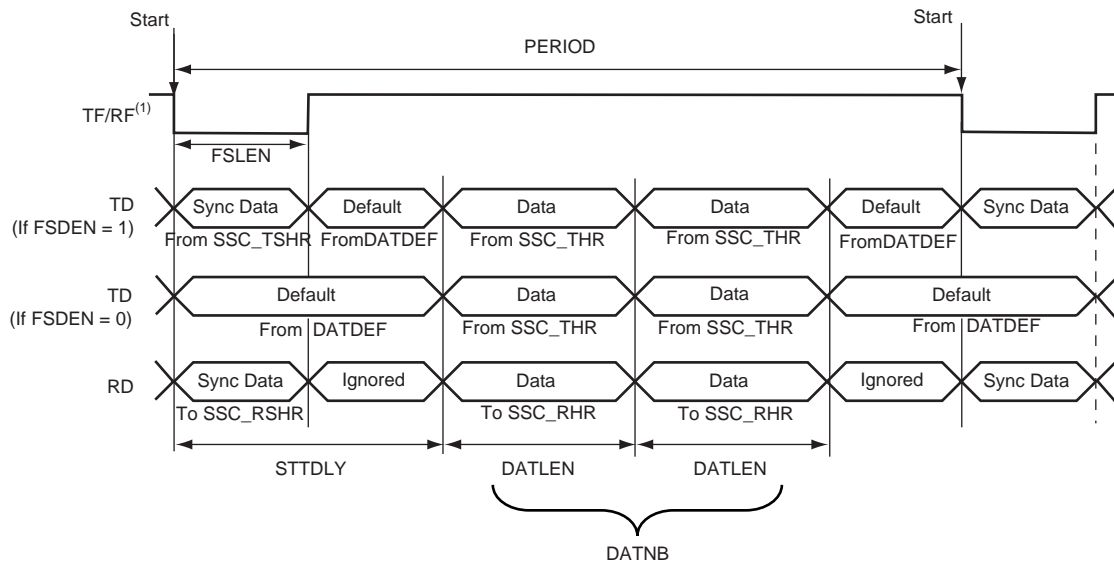 Start
Start
PERIOD
TF/RF(1)
FSLEN
TD
(If FSDEN = 1)
Sync Data
Default
Data
Data
Default
Sync Data
From SSC_TSHR
FromDATDEF
From SSC_THR
From SSC_THR
FromDATDEF
TD
(If FSDEN = 0)
Default
Data
Data
Default
From DATDEF
From SSC_THR
From SSC_THR
From DATDEF
RD
Sync Data
Ignored
Data
Data
Ignored
Sync Data
To SSC_RSHR
To SSC_RHR
To SSC_RHR
STTDLY
DATLEN
DATLEN
DATNB